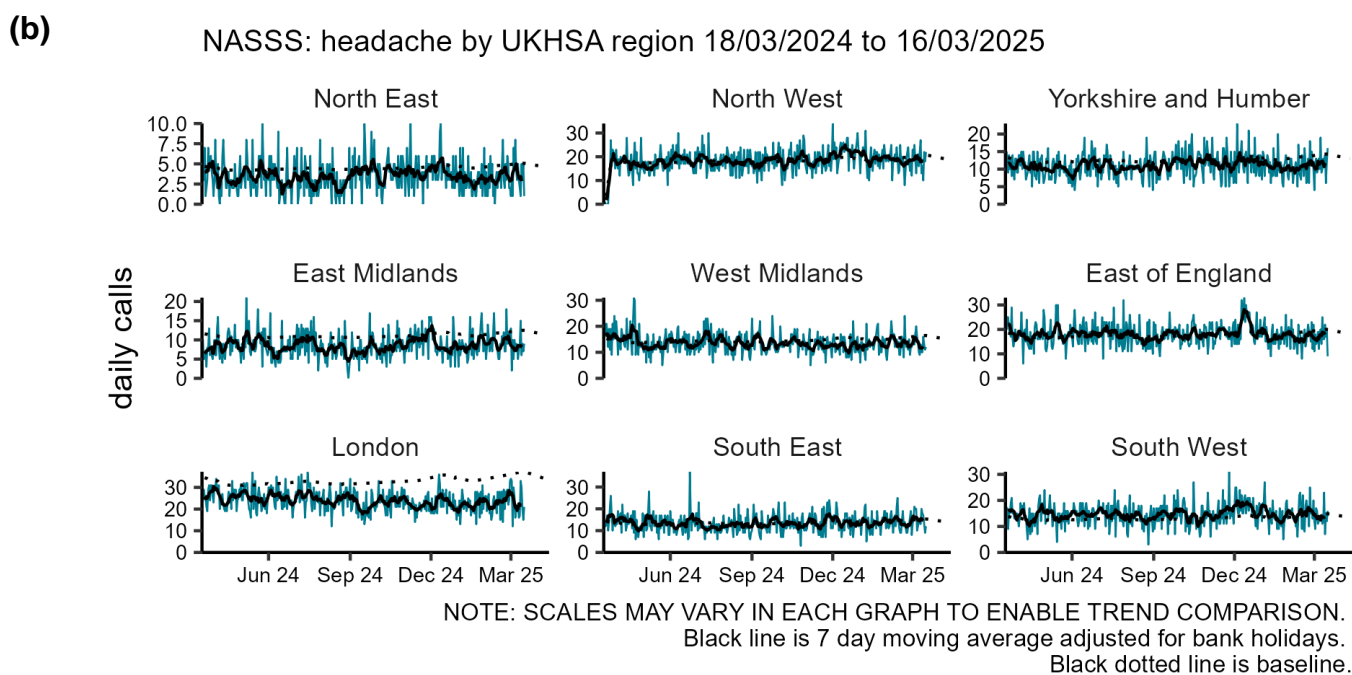 (b)
NASSS: headache by UKHSA region 18/03/2024 to 16/03/2025
North East
North West
Yorkshire and Humber
10.0
7.5
5.0
2.5
0.0
30
20
10
0
20
15
10
5
0
daily calls
East Midlands
West Midlands
East of England
20
15
10
5
0
30
20
10
0
30
20
10
0
London
South East
South West
30
20
10
0
30
20
10
0
30
20
10
0
Jun 24 Sep 24 Dec 24 Mar 25
Jun 24 Sep 24 Dec 24 Mar 25
Jun 24 Sep 24 Dec 24 Mar 25
NOTE: SCALES MAY VARY IN EACH GRAPH TO ENABLE TREND COMPARISON.
Black line is 7 day moving average adjusted for bank holidays.
Black dotted line is baseline.